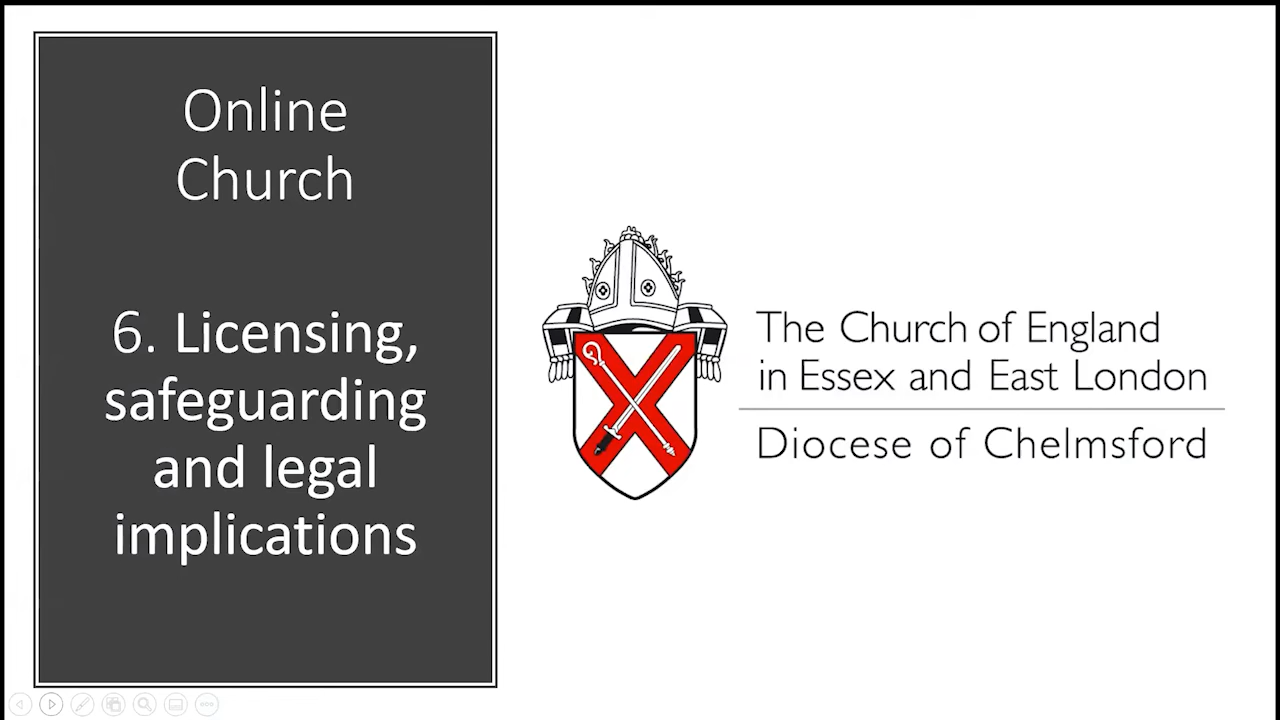 Online
Church
6. Licensing,
safeguarding
and legal
implications
The Church of England
in Essex and East London
Diocese of Chelmsford